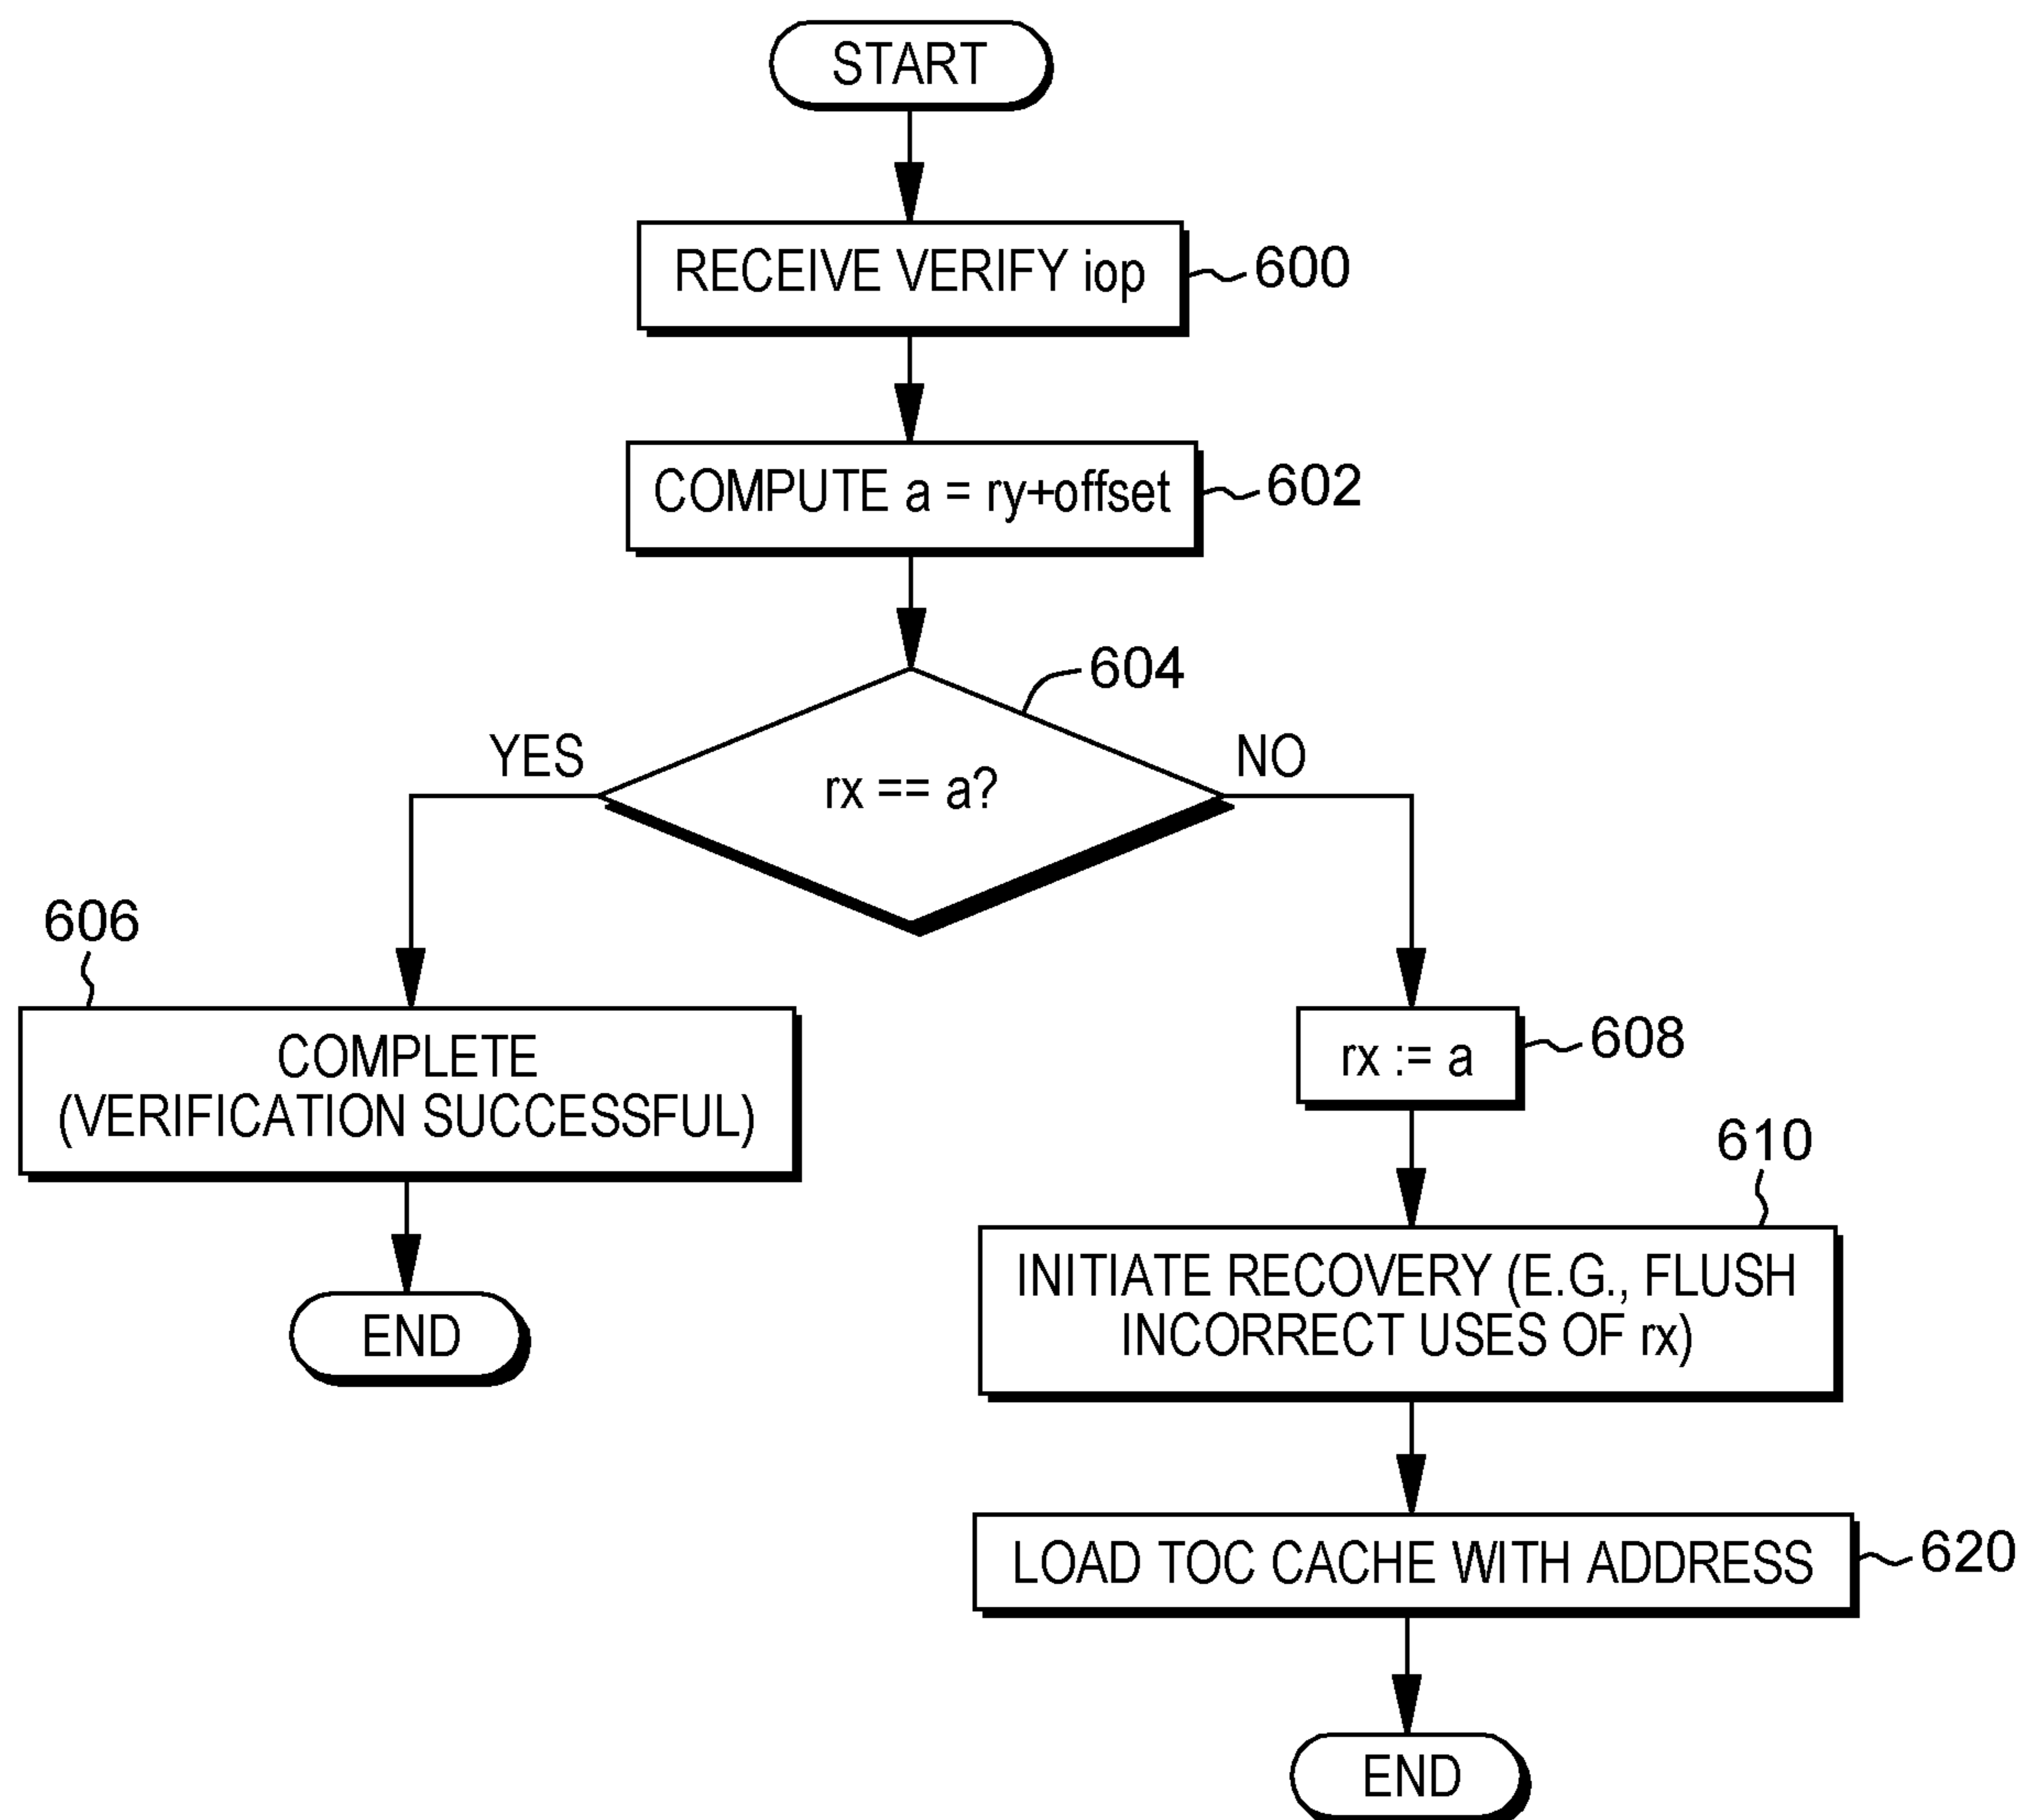 START
RECEIVE VERIFY iop
600
COMPUTE a = ry+offset
602
604
YES
rx == a?
NO
606
COMPLETE
(VERIFICATION SUCCESSFUL)
END
rx := a
608
610
INITIATE RECOVERY (E.G., FLUSH
INCORRECT USES OF rx)
LOAD TOC CACHE WITH ADDRESS
620
END